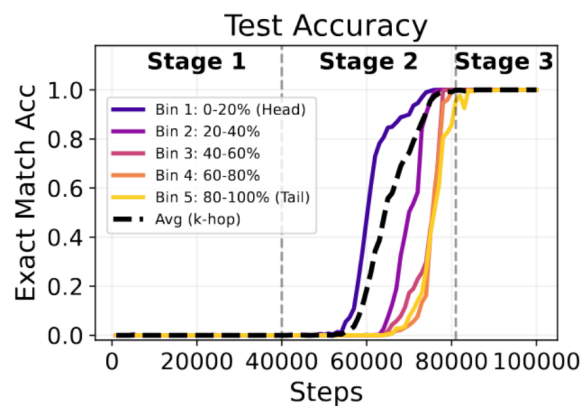 Test Accuracy
Stage 1 Stage 2 Stage 3
Exact Match Acc
1.0
0.8
0.6
0.4
0.2
0.0
Bin 1: 0-20% (Head)
Bin 2: 20-40%
Bin 3: 40-60%
Bin 4: 60-80%
Bin 5: 80-100% (Tail)
Avg (k-hop)
0 20000 40000 60000 80000 100000
Steps